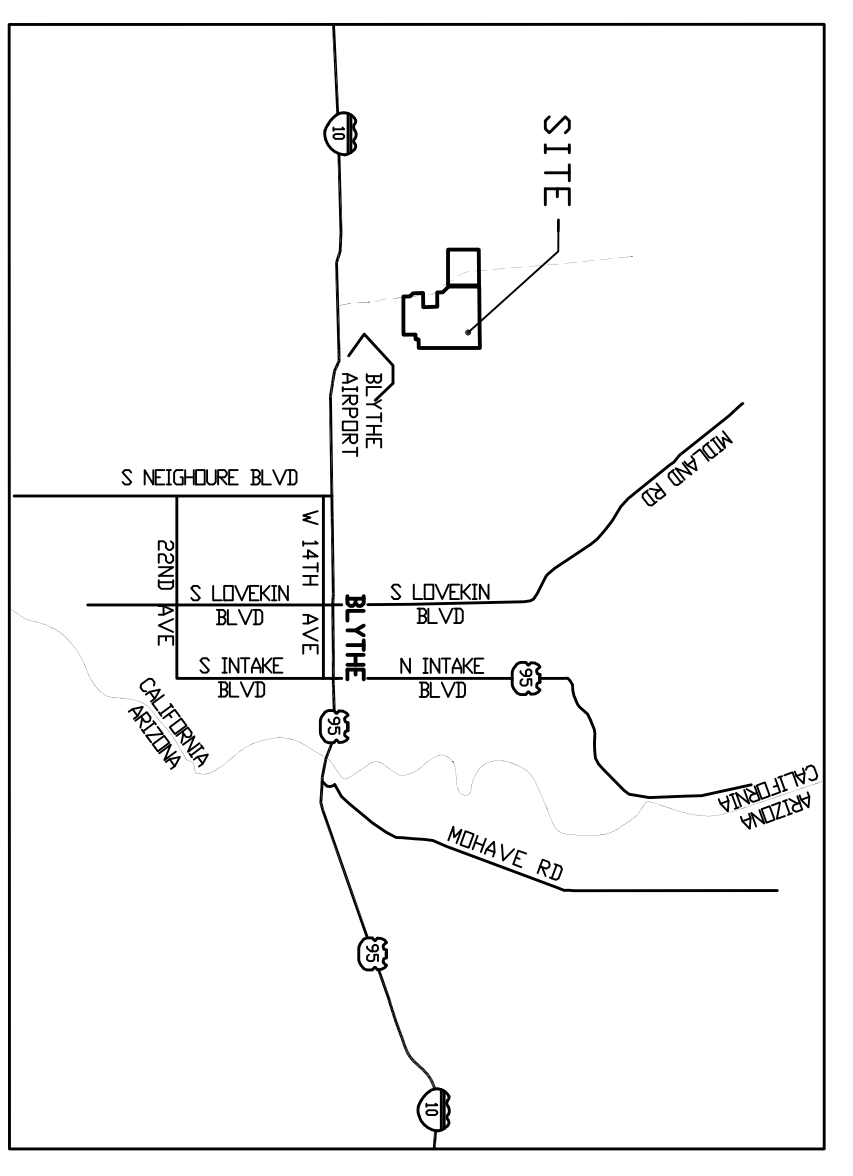 SITE
10
BLYTHE
AIRPORT
MIDLAND RD
S NEIGHOURE BLVD
W 14TH AVE
22ND AVE
S LOVEKIN
BLVD
S LOVEKIN
BLVD
BLYTHE
S INTAKE
BLVD
N INTAKE
BLVD
95
95
CALIFORNIA
ARIZONA
CALIFORNIA
ARIZONA
MOHAVE RD
95
10